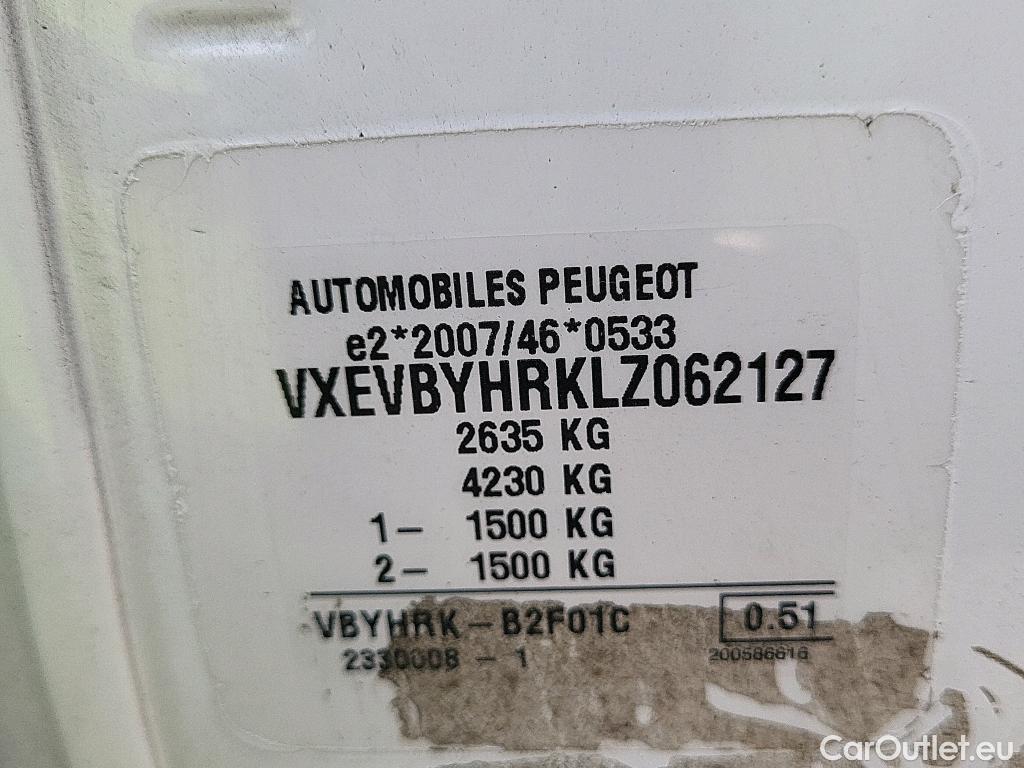 AUTOMOBILES PEUGEOT
e2*2007/46*0533
VXEVBYHRKLZ062127
2635 KG
4230 KG
1- 1500 KG
2- 1500 KG
VBYHRK-B2F01C 0.51
2330008-1 200586616
CarOutlet.eu